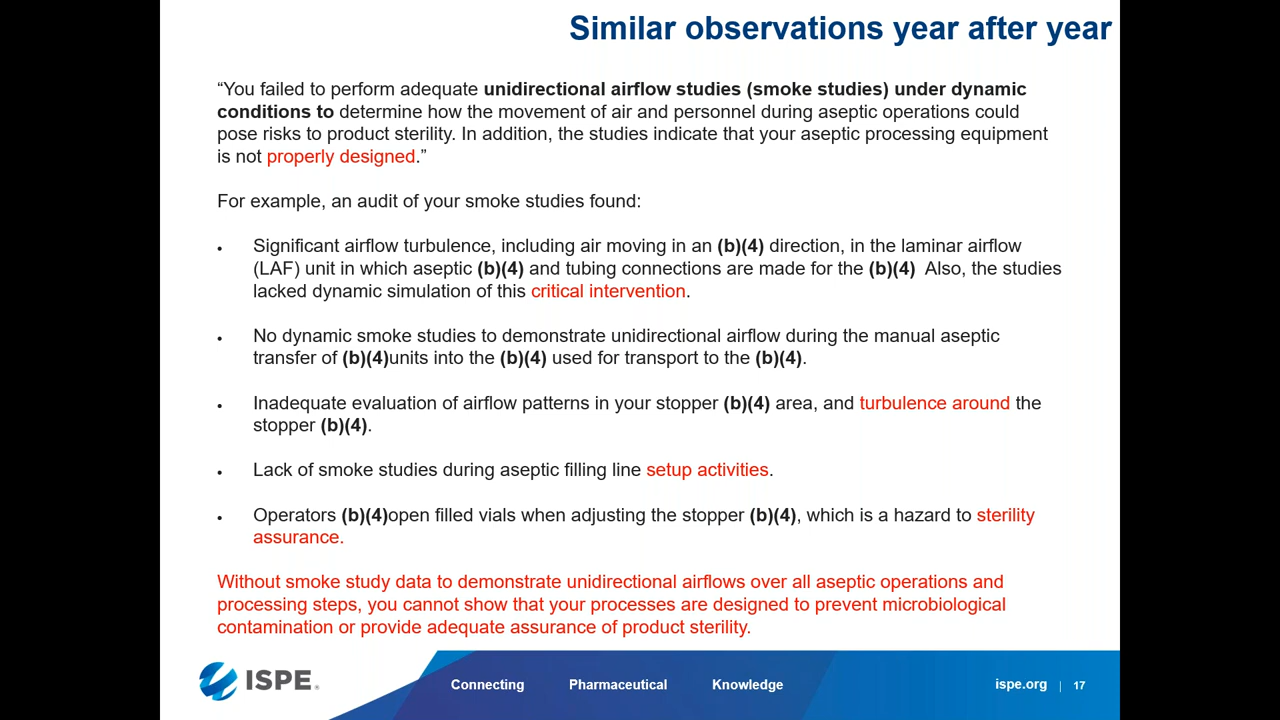 Similar observations year after year
“You failed to perform adequate unidirectional airflow studies (smoke studies) under dynamic
conditions to determine how the movement of air and personnel during aseptic operations could
pose risks to product sterility. In addition, the studies indicate that your aseptic processing equipment
is not properly designed.”
For example, an audit of your smoke studies found:
• Significant airflow turbulence, including air moving in an (b)(4) direction, in the laminar airflow
(LAF) unit in which aseptic (b)(4) and tubing connections are made for the (b)(4) Also, the studies
lacked dynamic simulation of this critical intervention.
• No dynamic smoke studies to demonstrate unidirectional airflow during the manual aseptic
transfer of (b)(4)units into the (b)(4) used for transport to the (b)(4).
• Inadequate evaluation of airflow patterns in your stopper (b)(4) area, and turbulence around the
stopper (b)(4).
• Lack of smoke studies during aseptic filling line setup activities.
• Operators (b)(4)open filled vials when adjusting the stopper (b)(4), which is a hazard to sterility
assurance.
Without smoke study data to demonstrate unidirectional airflows over all aseptic operations and
processing steps, you cannot show that your processes are designed to prevent microbiological
contamination or provide adequate assurance of product sterility.
ISPE® Connecting Pharmaceutical Knowledge ispe.org | 17